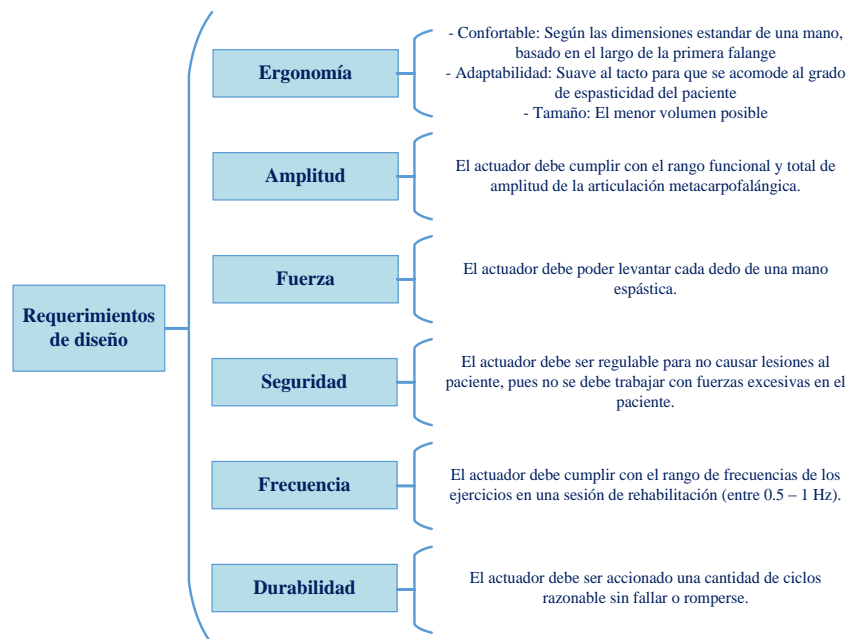 Requerimientos
de diseño
Ergonomía
- Confortable: Según las dimensiones estandar de una mano,
basado en el largo de la primera falange
- Adaptabilidad: Suave al tacto para que se acomode al grado
de espasticidad del paciente
- Tamaño: El menor volumen posible
Amplitud
El actuador debe cumplir con el rango funcional y total de
amplitud de la articulación metacarpofalángica.
Fuerza
El actuador debe poder levantar cada dedo de una mano
espástica.
Seguridad
El actuador debe ser regulable para no causar lesiones al
paciente, pues no se debe trabajar con fuerzas excesivas en el
paciente.
Frecuencia
El actuador debe cumplir con el rango de frecuencias de los
ejercicios en una sesión de rehabilitación (entre 0.5 – 1 Hz).
Durabilidad
El actuador debe ser accionado una cantidad de ciclos
razonable sin fallar o romperse.